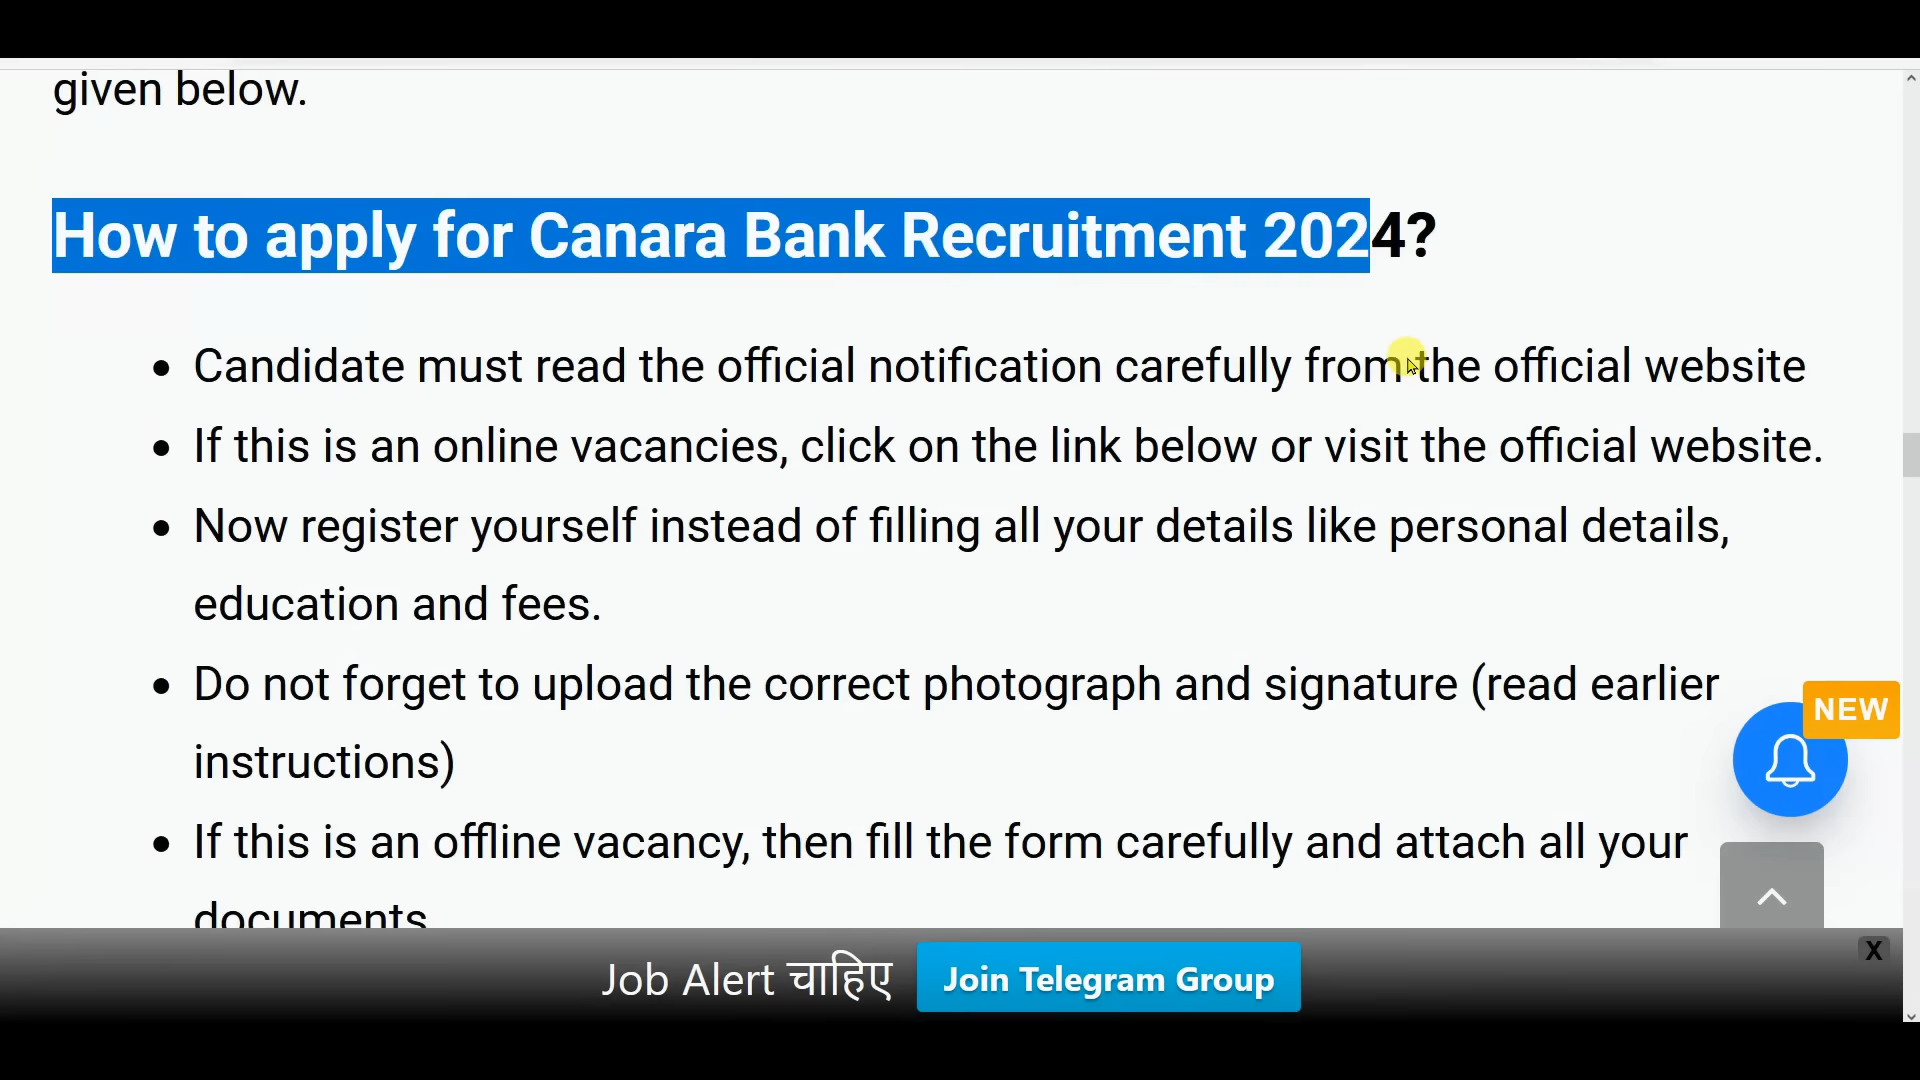 given below.
How to apply for Canara Bank Recruitment 2024?
Candidate must read the official notification carefully from the official website
If this is an online vacancies, click on the link below or visit the official website.
Now register yourself instead of filling all your details like personal details,
education and fees.
Do not forget to upload the correct photograph and signature (read earlier
instructions)
NEW
If this is an offline vacancy, then fill the form carefully and attach all your
documents
Job Alert चाहिए Join Telegram Group
X